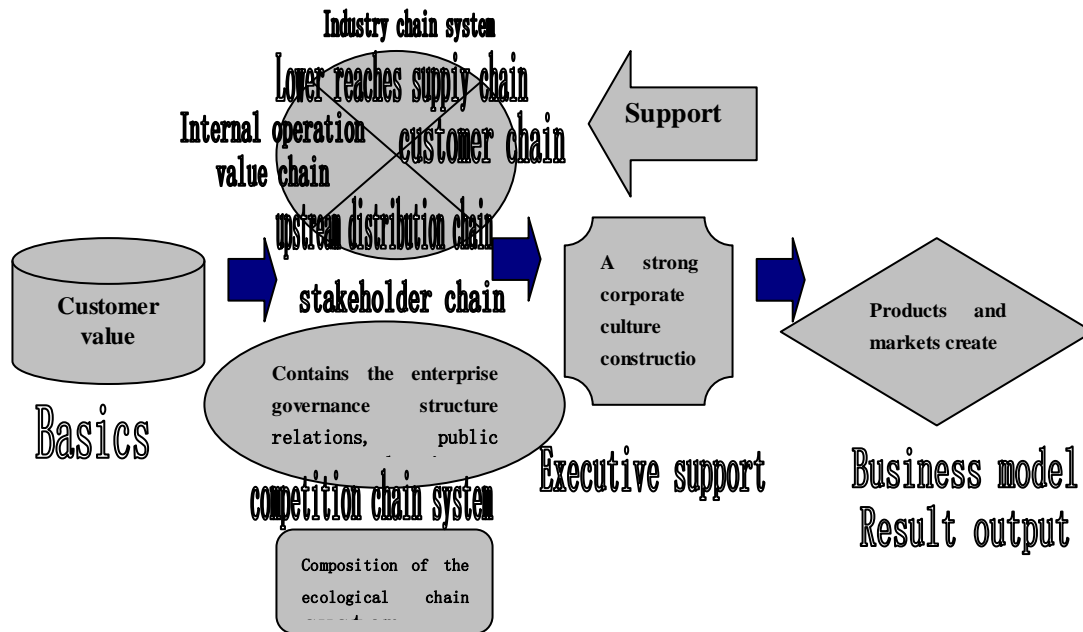 Industry chain system
Lower reaches supply chain
Internal operation
value chain
customer chain
upstream distribution chain
Support
Customer
value
Basics
stakeholder chain
Contains the enterprise
governance structure
relations, public
competition chain system
Composition of the
ecological chain
A strong
corporate
culture
constructio
Executive support
Products and
markets create
Business model
Result output